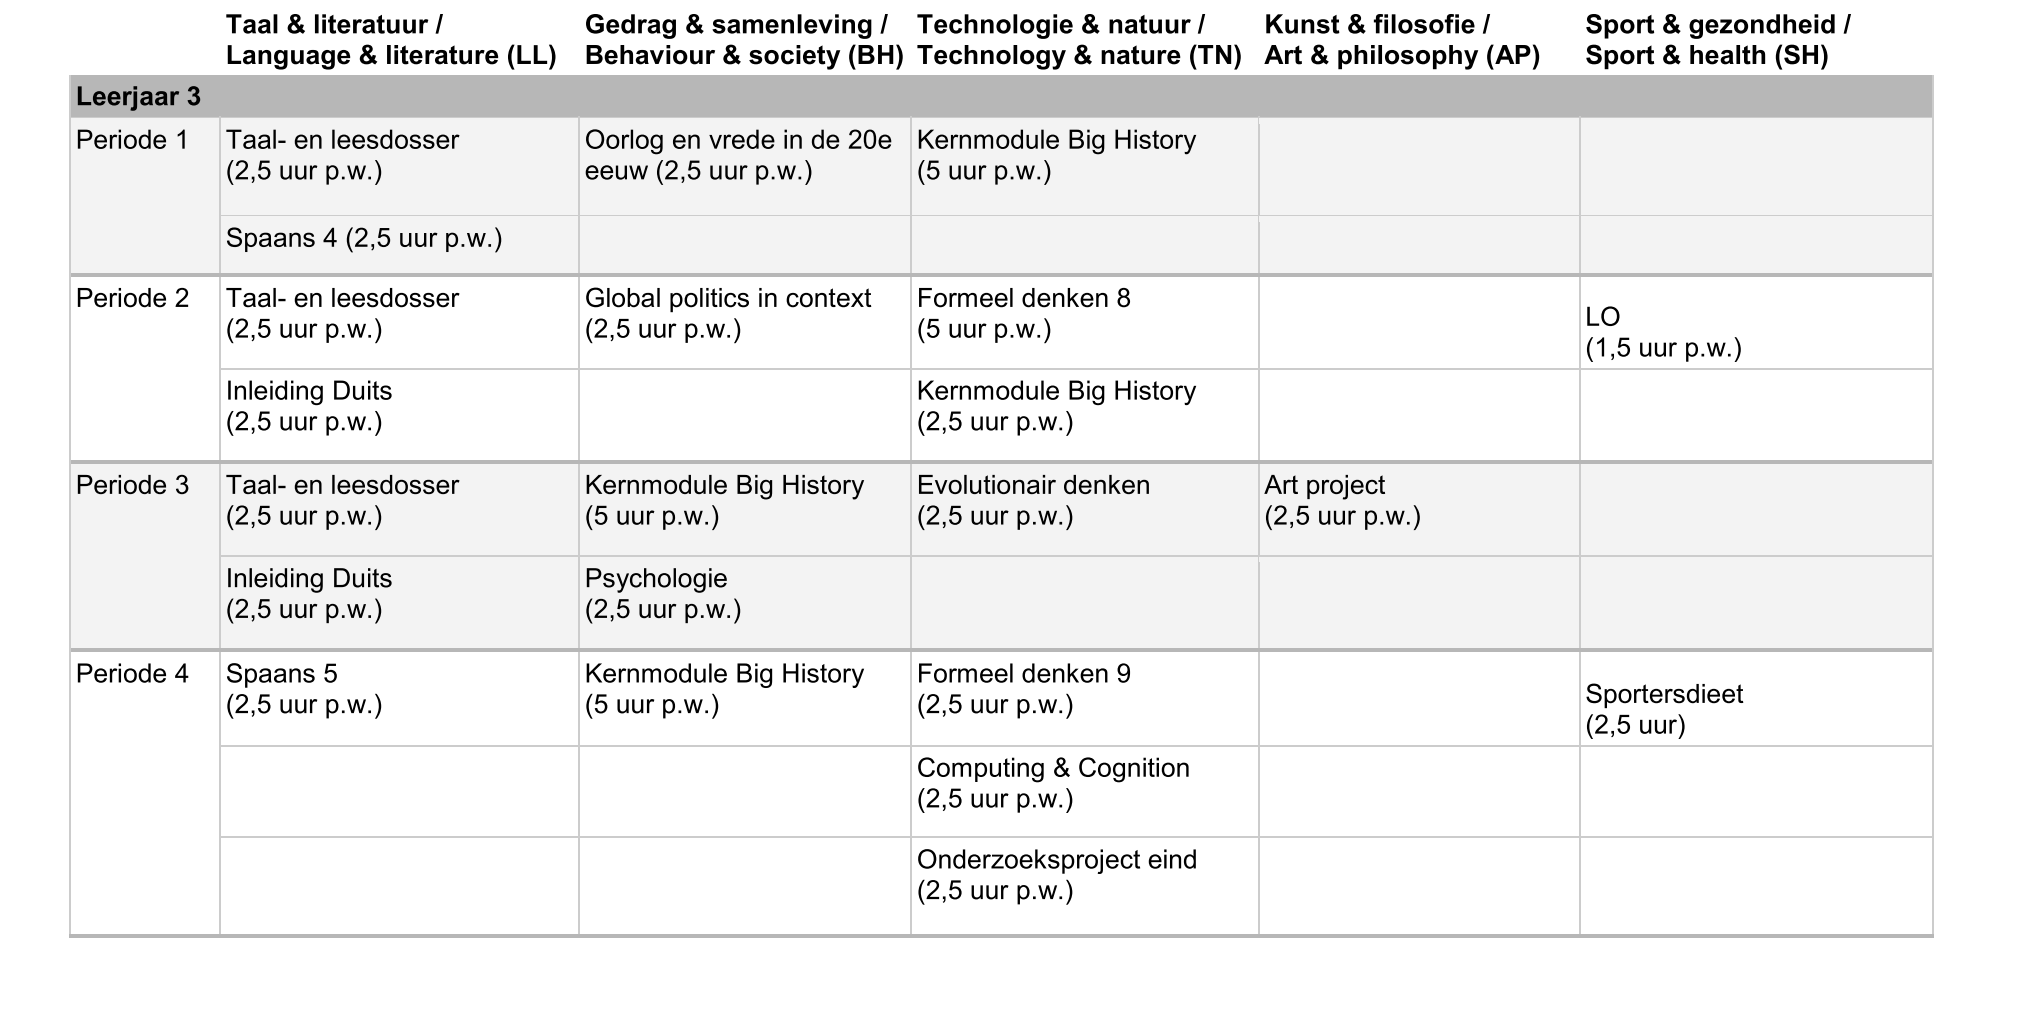 Taal & literatuur /
Language & literature (LL)
Gedrag & samenleving /
Behaviour & society (BH)
Technologie & natuur /
Technology & nature (TN)
Kunst & filosofie /
Art & philosophy (AP)
Sport & gezondheid /
Sport & health (SH)
Leerjaar 3
Periode 1
Taal- en leesdosser
(2,5 uur p.w.)
Oorlog en vrede in de 20e
eeuw (2,5 uur p.w.)
Kernmodule Big History
(5 uur p.w.)
Spaans 4 (2,5 uur p.w.)
Periode 2
Taal- en leesdosser
(2,5 uur p.w.)
Global politics in context
(2,5 uur p.w.)
Formeel denken 8
(5 uur p.w.)
LO
(1,5 uur p.w.)
Inleiding Duits
(2,5 uur p.w.)
Kernmodule Big History
(2,5 uur p.w.)
Periode 3
Taal- en leesdosser
(2,5 uur p.w.)
Kernmodule Big History
(5 uur p.w.)
Evolutionair denken
(2,5 uur p.w.)
Art project
(2,5 uur p.w.)
Inleiding Duits
(2,5 uur p.w.)
Psychologie
(2,5 uur p.w.)
Periode 4
Spaans 5
(2,5 uur p.w.)
Kernmodule Big History
(5 uur p.w.)
Formeel denken 9
(2,5 uur p.w.)
Sportersdieet
(2,5 uur)
Computing & Cognition
(2,5 uur p.w.)
Onderzoeksproject eind
(2,5 uur p.w.)